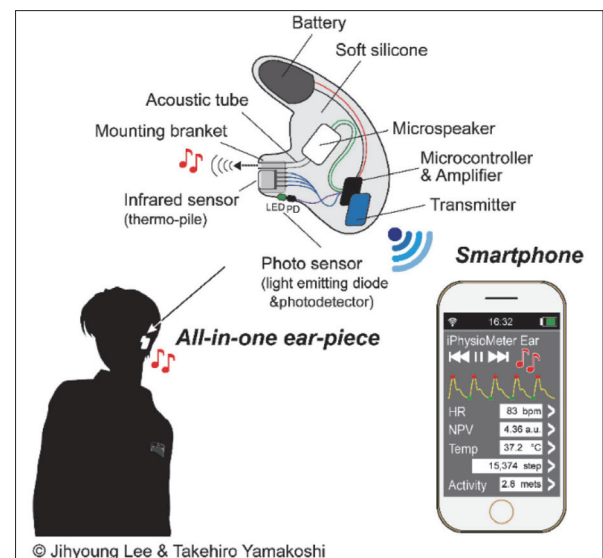 Battery
Soft silicone
Acoustic tube
Mounting branket
Microspeaker
Microcontroller
& Amplifier
Infrared sensor
(thermo-pile)
LED PD
Transmitter
Photo sensor
(light emitting diode
&photodetector)
Smartphone
All-in-one ear-piece
16:32
iPhysioMeter Ear
HR 83 bpm
NPV 4.36 a.u.
Temp 37.2 °C
15,374 step
Activity 2.8 mets
© Jihyoung Lee & Takehiro Yamakoshi